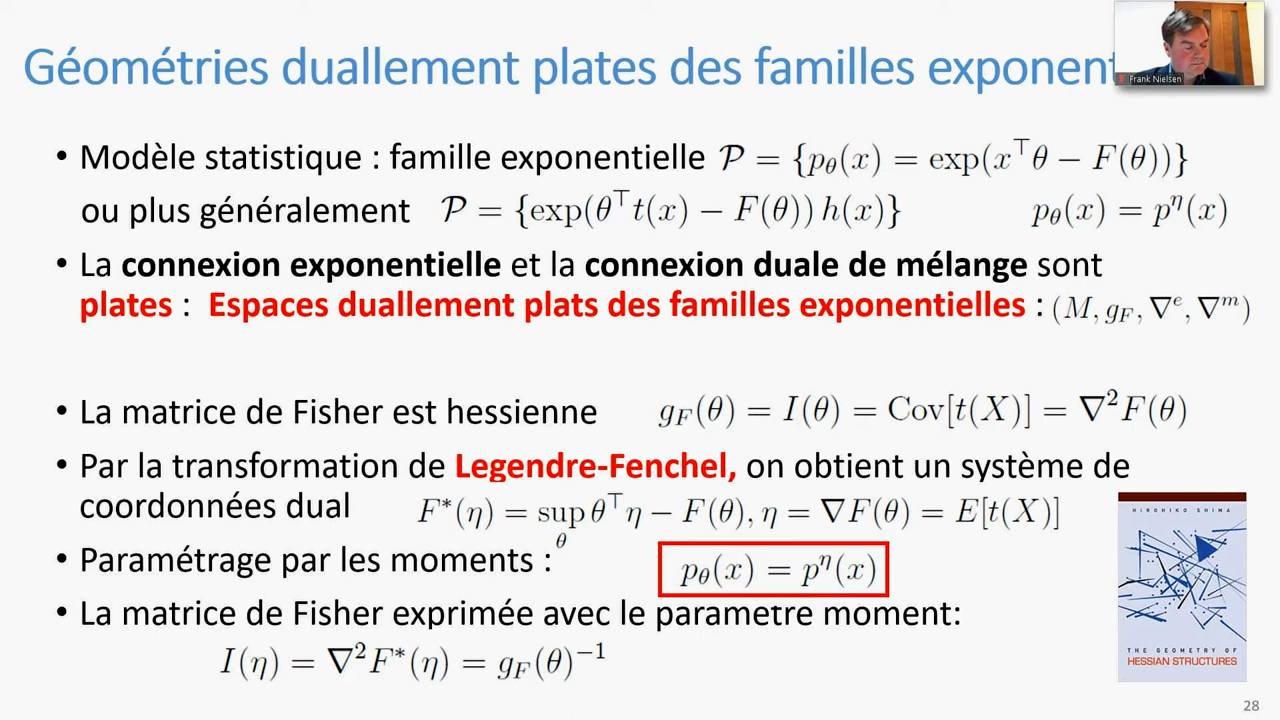 Géométries duallement plates des familles exponent
Frank Nielsen
• Modèle statistique : famille exponentielle 𝒫 = {p_θ(x) = exp(x^⊤θ − F(θ))}
ou plus généralement 𝒫 = {exp(θ^⊤t(x) − F(θ)) h(x)} p_θ(x) = p^η(x)
• La connexion exponentielle et la connexion duale de mélange sont
plates : Espaces duallement plats des familles exponentielles : (M, g_F, ∇^e, ∇^m)
• La matrice de Fisher est hessienne g_F(θ) = I(θ) = Cov[t(X)] = ∇²F(θ)
• Par la transformation de Legendre-Fenchel, on obtient un système de
coordonnées dual F*(η) = sup_θ θ^⊤η − F(θ), η = ∇F(θ) = E[t(X)]
• Paramétrage par les moments : p_θ(x) = p^η(x)
• La matrice de Fisher exprimée avec le parametre moment:
I(η) = ∇²F*(η) = g_F(θ)^−1
HIROHIKO SHIMA
THE GEOMETRY OF
HESSIAN STRUCTURES
28